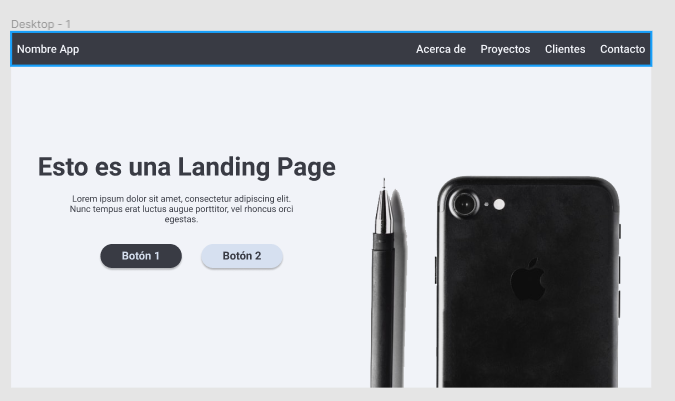 Desktop - 1
Nombre App
Acerca de Proyectos Clientes Contacto
Esto es una Landing Page
Lorem ipsum dolor sit amet, consectetur adipiscing elit.
Nunc tempus erat luctus augue porttitor, vel rhoncus orci
egestas.
Botón 1
Botón 2